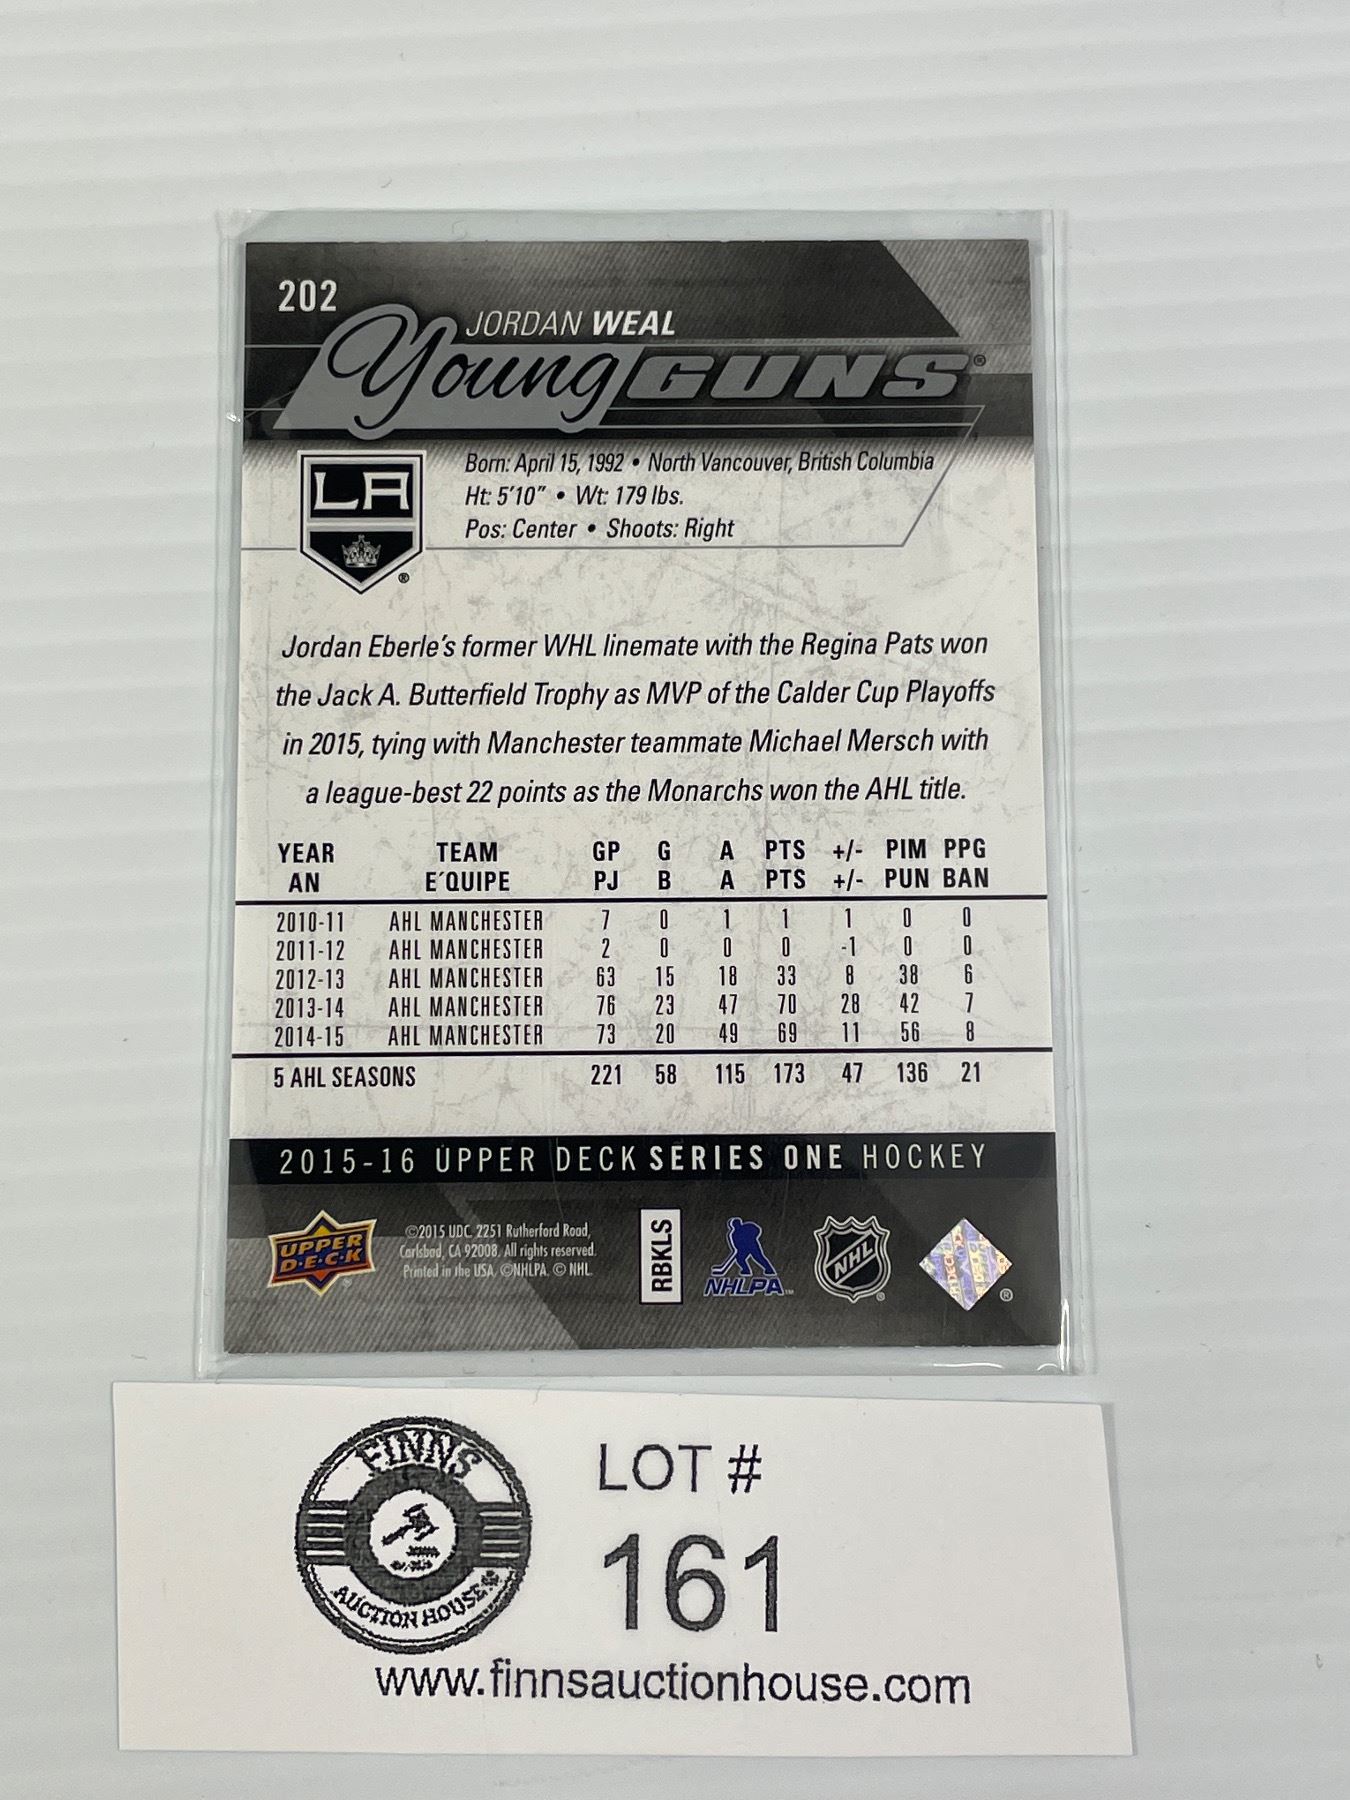 202
JORDAN WEAL
Young GUNS®
LA
Born: April 15, 1992 • North Vancouver, British Columbia
Ht: 5'10" • Wt: 179 lbs.
Pos: Center • Shoots: Right
®
Jordan Eberle's former WHL linemate with the Regina Pats won
the Jack A. Butterfield Trophy as MVP of the Calder Cup Playoffs
in 2015, tying with Manchester teammate Michael Mersch with
a league-best 22 points as the Monarchs won the AHL title.
YEAR TEAM GP G A PTS +/- PIM PPG
AN E´QUIPE PJ B A PTS +/- PUN BAN
2010-11 AHL MANCHESTER 7 0 1 1 1 0 0
2011-12 AHL MANCHESTER 2 0 0 0 -1 0 0
2012-13 AHL MANCHESTER 63 15 18 33 8 38 6
2013-14 AHL MANCHESTER 76 23 47 70 28 42 7
2014-15 AHL MANCHESTER 73 20 49 69 11 56 8
5 AHL SEASONS 221 58 115 173 47 136 21
2015-16 UPPER DECK SERIES ONE HOCKEY
UPPER
D·E·C·K
©2015 UDC. 2251 Rutherford Road,
Carlsbad, CA 92008. All rights reserved.
Printed in the USA. ©NHLPA. © NHL.
RBKLS
NHLPA™
NHL
®
®
FINNS
AUCTION HOUSE
LOT #
161
www.finnsauctionhouse.com